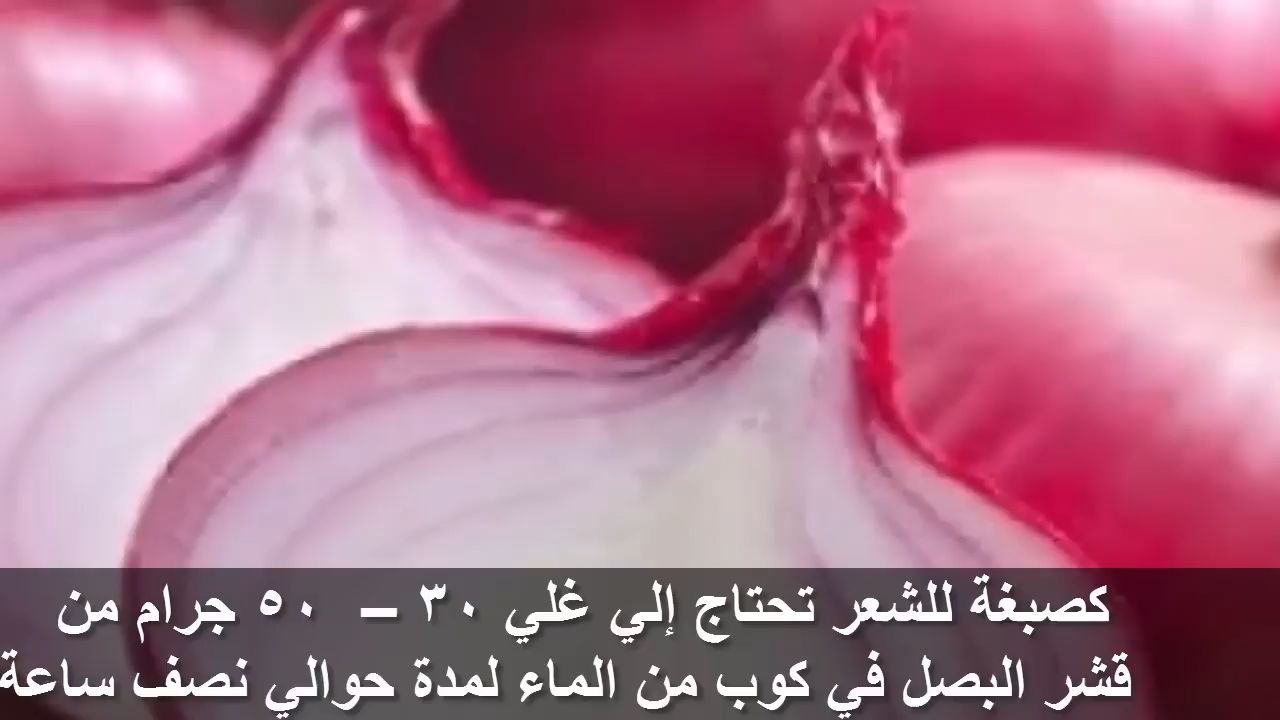 كصبغة للشعر تحتاج إلي غلي ٣٠ – ٥٠ جرام من
قشر البصل في كوب من الماء لمدة حوالي نصف ساعة